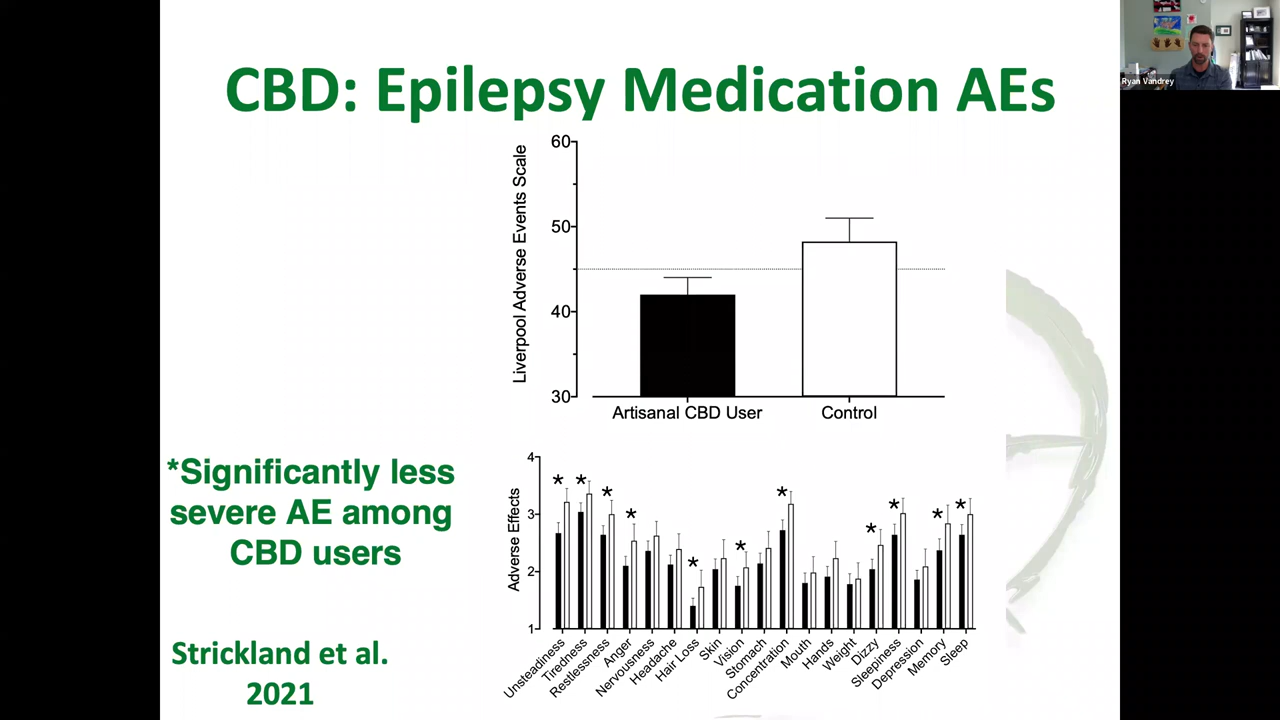 CBD: Epilepsy Medication AEs
Ryan Vandrey
Liverpool Adverse Events Scale
60
50
40
30
Artisanal CBD User
Control
*Significantly less
severe AE among
CBD users
Strickland et al.
2021
Adverse Effects
4
3
2
1
* * * * * * * * * * *
Unsteadiness
Tiredness
Restlessness
Anger
Nervousness
Headache
Hair Loss
Skin
Vision
Stomach
Concentration
Mouth
Hands
Weight
Dizzy
Sleepiness
Depression
Memory
Sleep